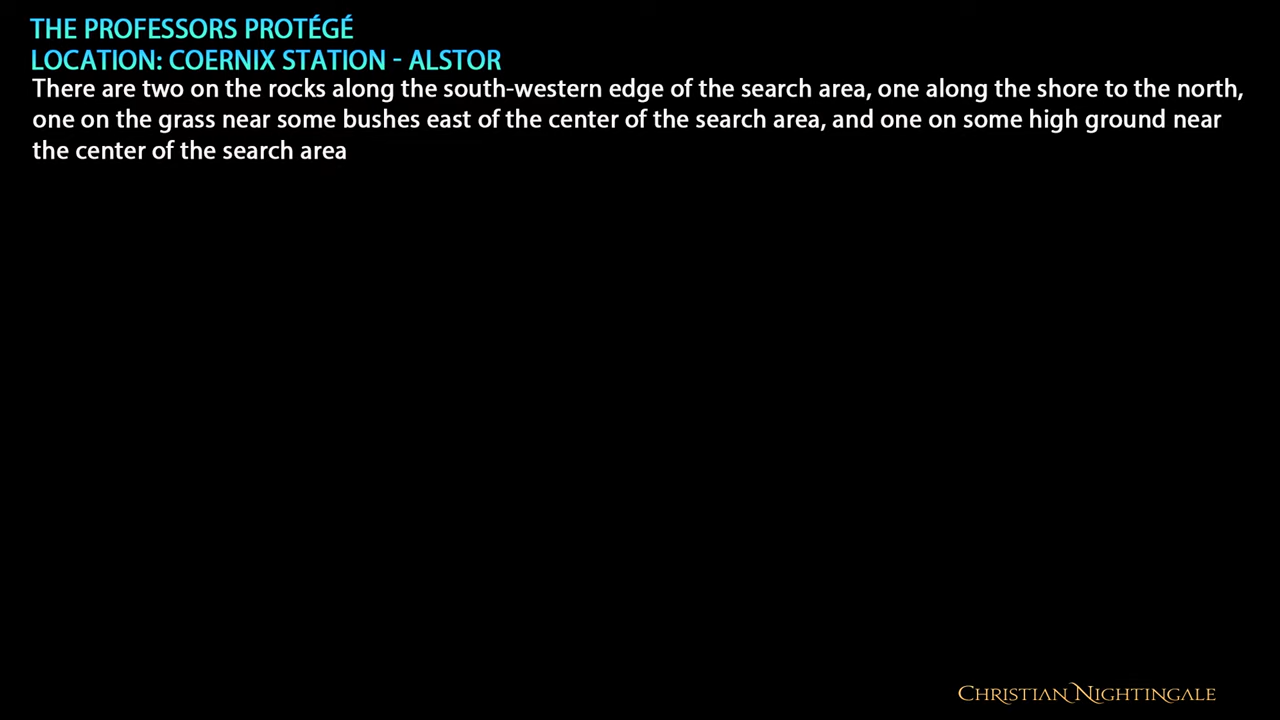 THE PROFESSORS PROTÉGÉ
LOCATION: COERNIX STATION - ALSTOR
There are two on the rocks along the south-western edge of the search area, one along the shore to the north,
one on the grass near some bushes east of the center of the search area, and one on some high ground near
the center of the search area
CHRISTIAN NIGHTINGALE